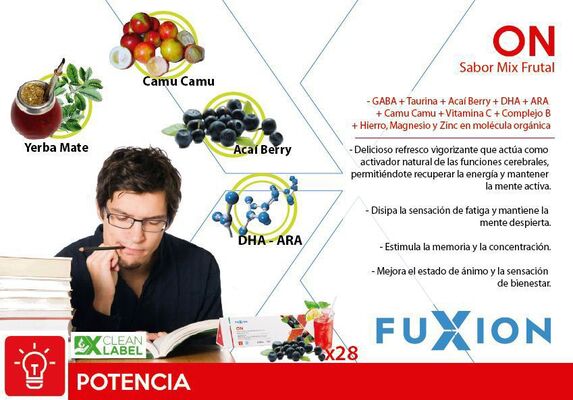 ON
Sabor Mix Frutal
- GABA + Taurina + Acaí Berry + DHA + ARA
+ Camu Camu + Vitamina C + Complejo B
+ Hierro, Magnesio y Zinc en molécula orgánica
- Delicioso refresco vigorizante que actúa como
activador natural de las funciones cerebrales,
permitiéndote recuperar la energía y mantener
la mente activa.
- Disipa la sensación de fatiga y mantiene la
mente despierta.
- Estimula la memoria y la concentración.
- Mejora el estado de ánimo y la sensación
de bienestar.
Camu Camu
Yerba Mate
Acaí Berry
DHA - ARA
CLEAN
LABEL
ON
x28
FUXION
POTENCIA